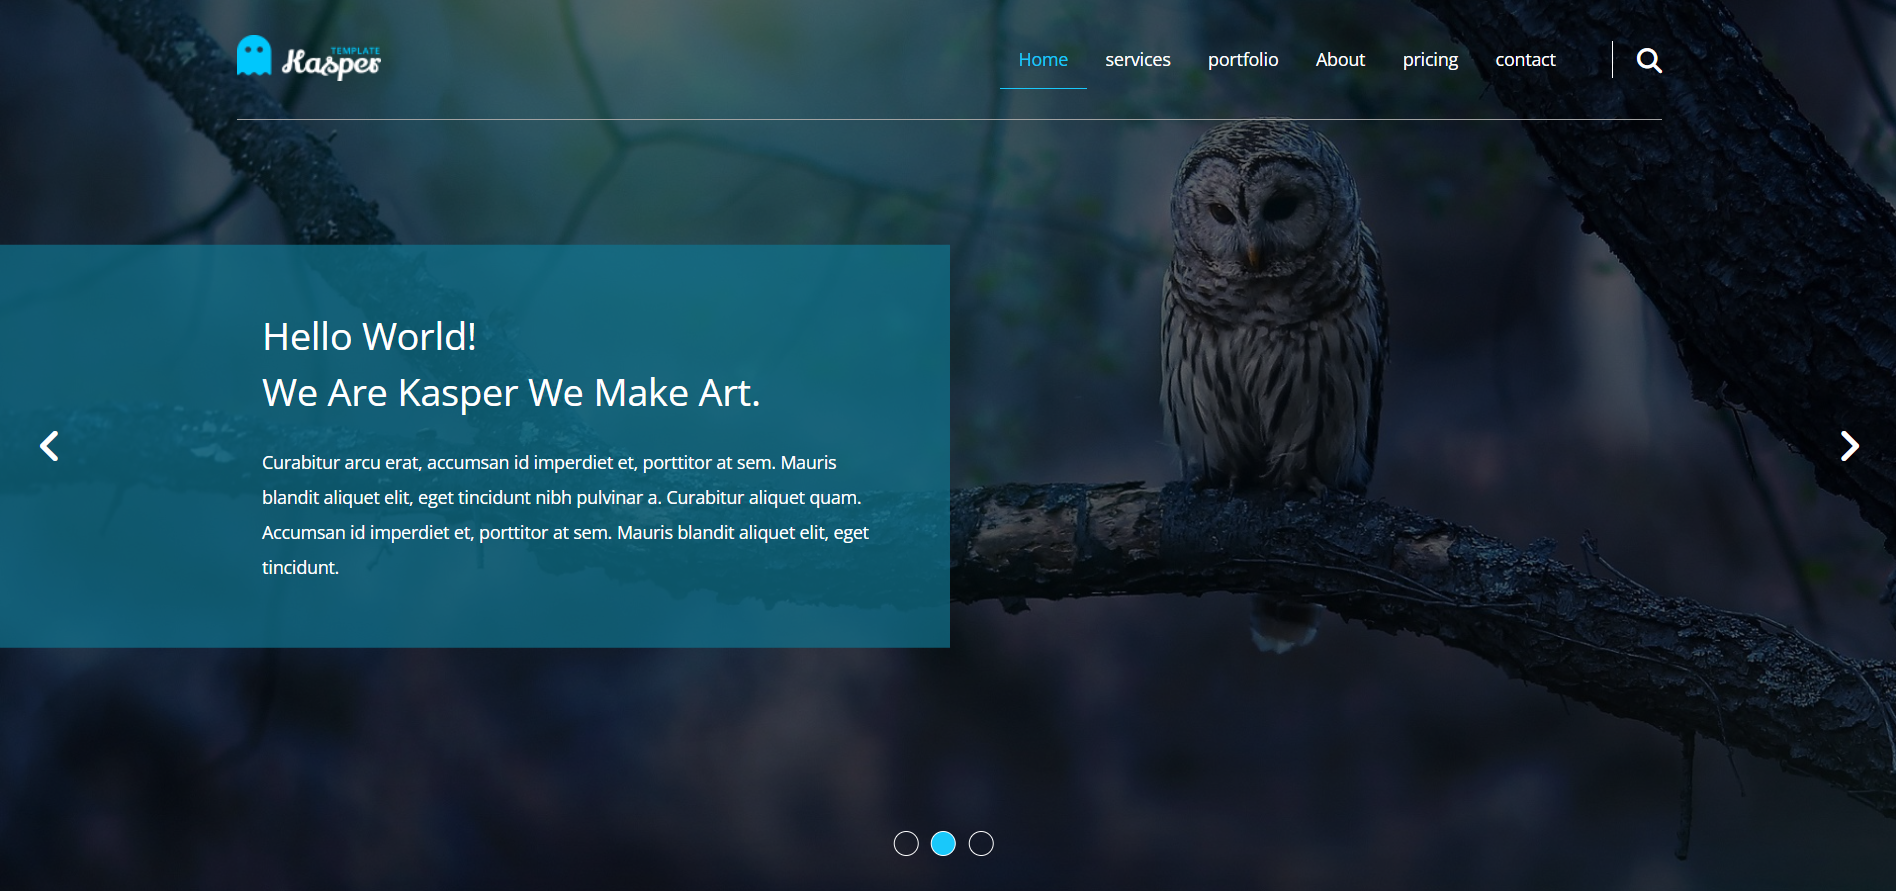 TEMPLATE
Kasper
Home services portfolio About pricing contact
Hello World!
We Are Kasper We Make Art.
Curabitur arcu erat, accumsan id imperdiet et, porttitor at sem. Mauris
blandit aliquet elit, eget tincidunt nibh pulvinar a. Curabitur aliquet quam.
Accumsan id imperdiet et, porttitor at sem. Mauris blandit aliquet elit, eget
tincidunt.